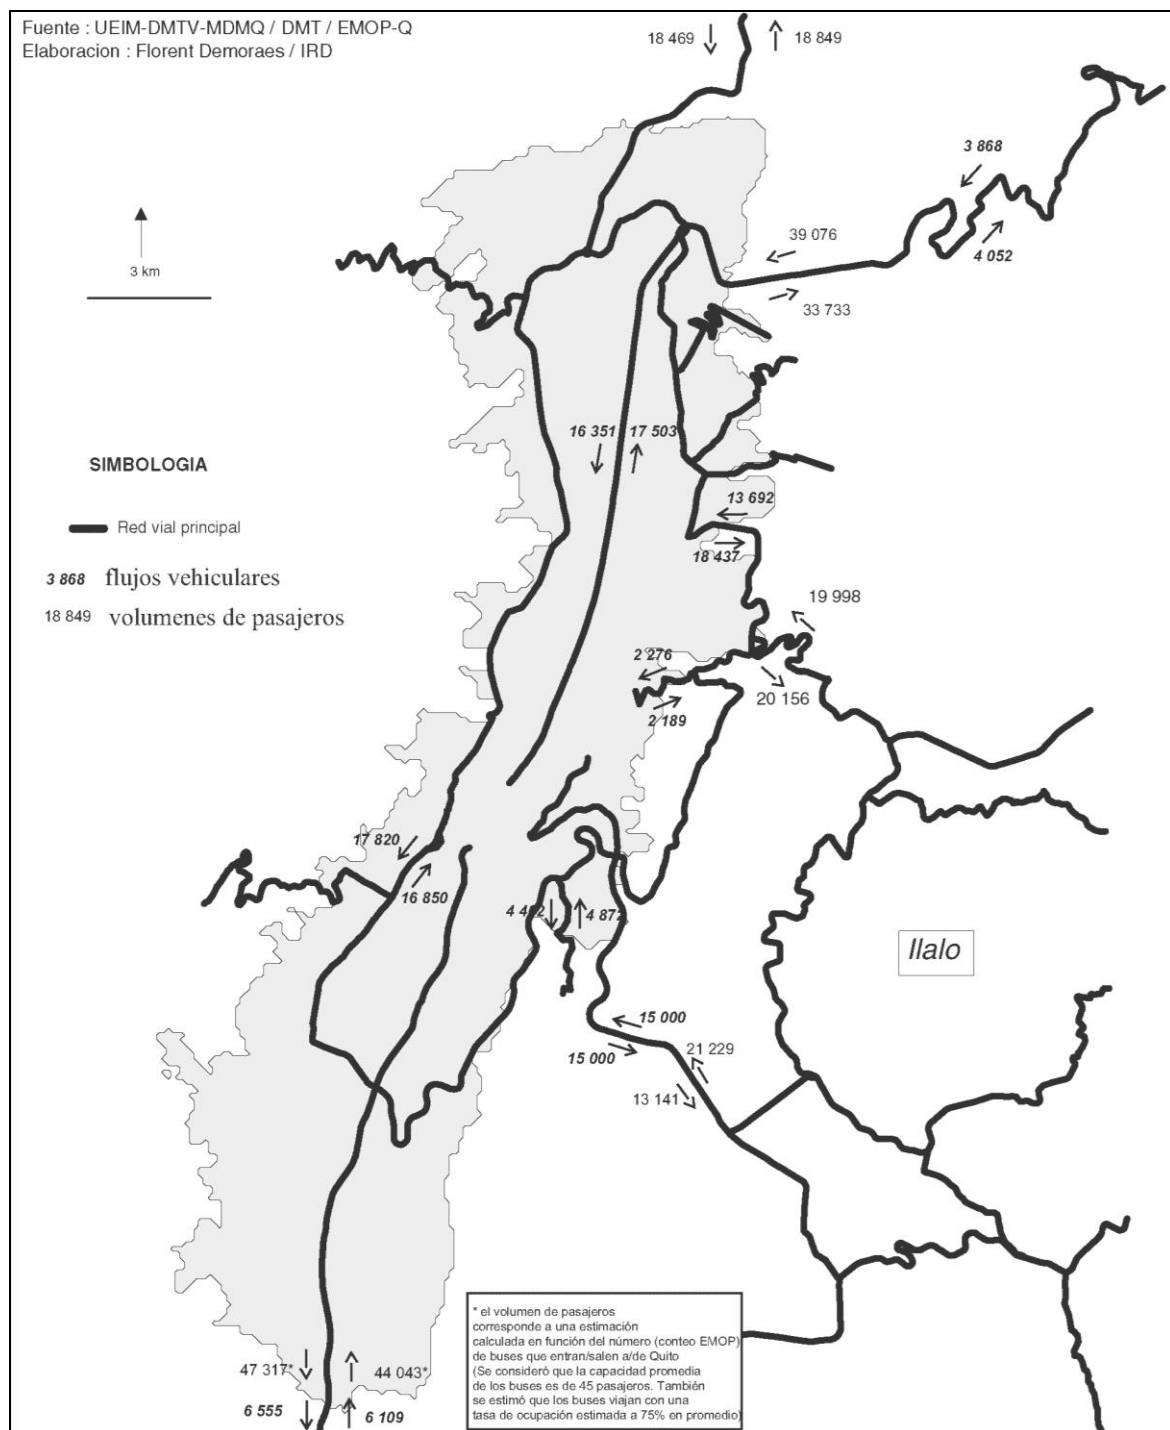 Fuente : UEIM-DMTV-MDMQ / DMT / EMOP-Q
Elaboracion : Florent Demoraes / IRD
18 469
18 849
3 868
39 076
4 052
3 km
33 733
16 351
17 503
SIMBOLOGIA
13 692
Red vial principal
18 437
3 868 flujos vehiculares
18 849 volumenes de pasajeros
19 998
2 276
20 156
2 189
17 820
16 850
4 872
Ilalo
15 000
15 000
21 229
13 141
* el volumen de pasajeros
corresponde a una estimación
calculada en función del número (conteo EMOP)
de buses que entran/salen a/de Quito
(Se consideró que la capacidad promedia
de los buses es de 45 pasajeros. También
se estimó que los buses viajan con una
tasa de ocupación estimada a 75% en promedio)
47 317*
44 043*
6 555
6 109